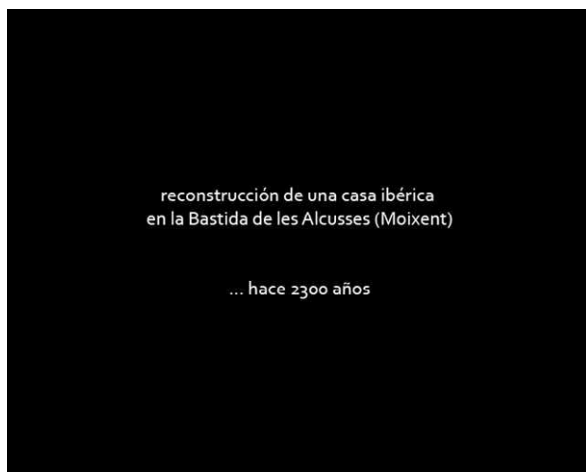 reconstrucción de una casa ibérica
en la Bastida de les Alcusses (Moixent)
... hace 2300 años